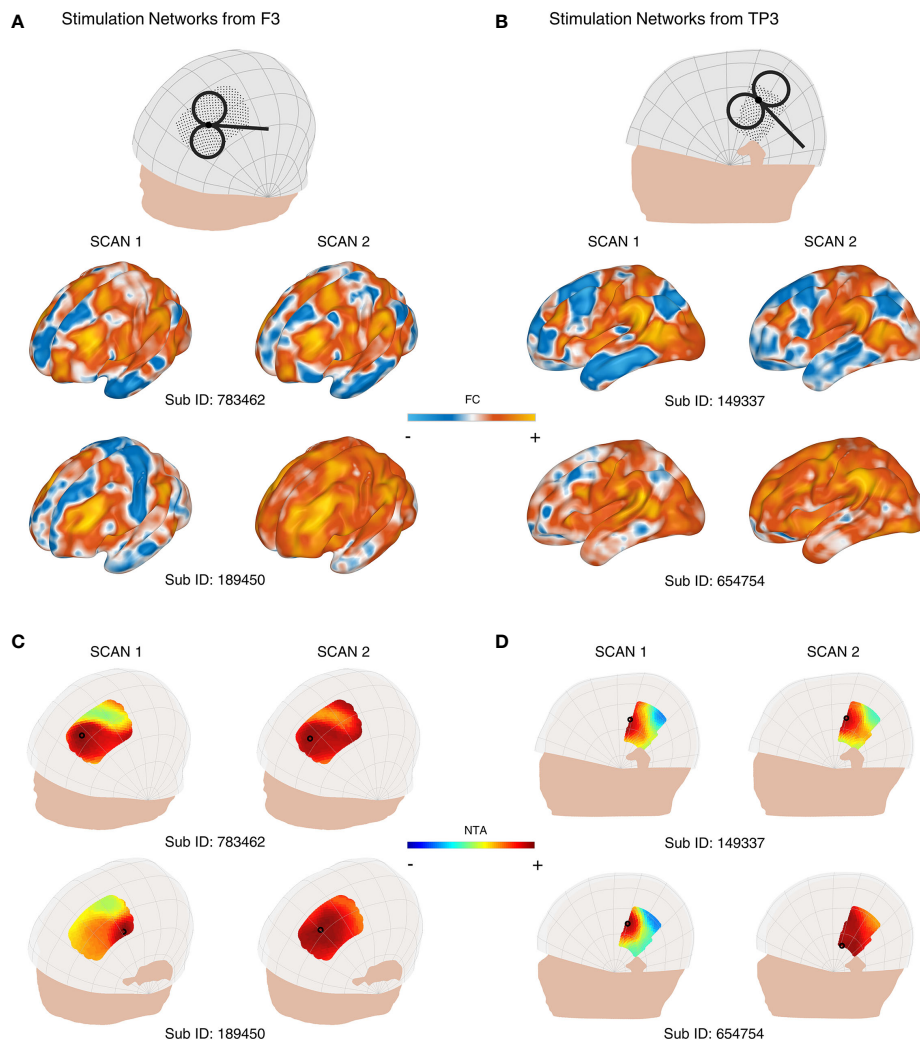 A Stimulation Networks from F3
B Stimulation Networks from TP3
SCAN 1 SCAN 2
SCAN 1 SCAN 2
Sub ID: 783462
Sub ID: 149337
FC
- +
Sub ID: 189450
Sub ID: 654754
C
SCAN 1 SCAN 2
D
SCAN 1 SCAN 2
Sub ID: 783462
Sub ID: 149337
NTA
- +
Sub ID: 189450
Sub ID: 654754